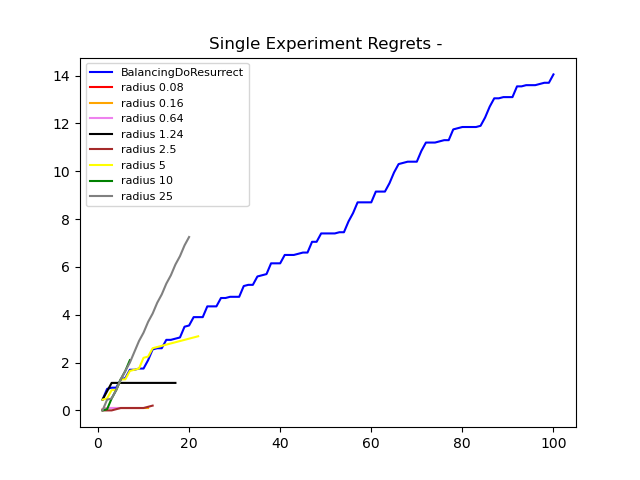 Single Experiment Regrets -
BalancingDoResurrect
radius 0.08
radius 0.16
radius 0.64
radius 1.24
radius 2.5
radius 5
radius 10
radius 25
14
12
10
8
6
4
2
0
0 20 40 60 80 100